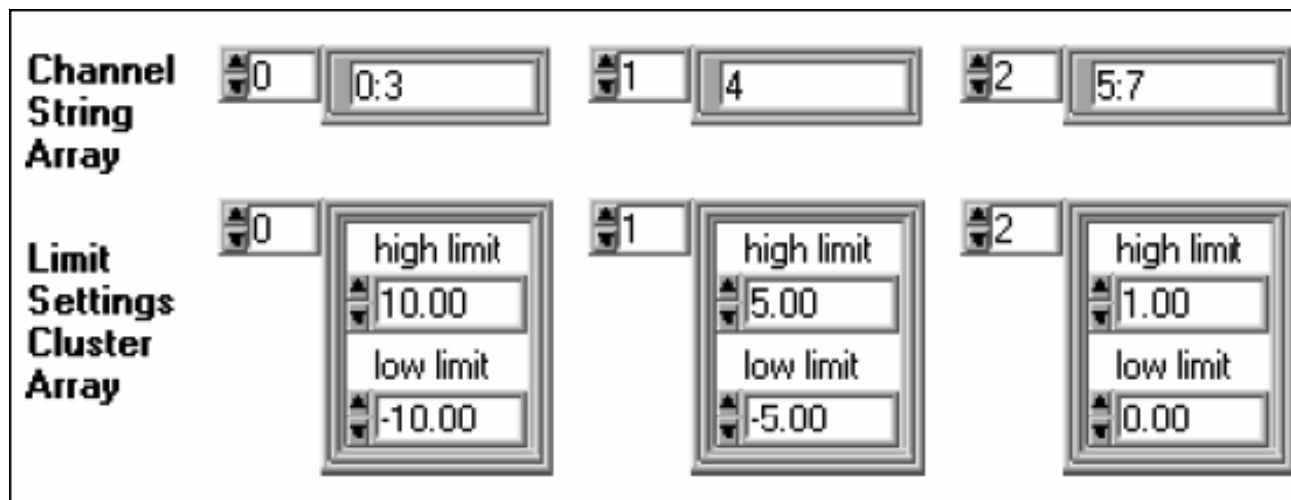 Channel
String
Array
0
0:3
1
4
2
5:7
Limit
Settings
Cluster
Array
0
high limit
10.00
low limit
-10.00
1
high limit
5.00
low limit
-5.00
2
high limit
1.00
low limit
0.00